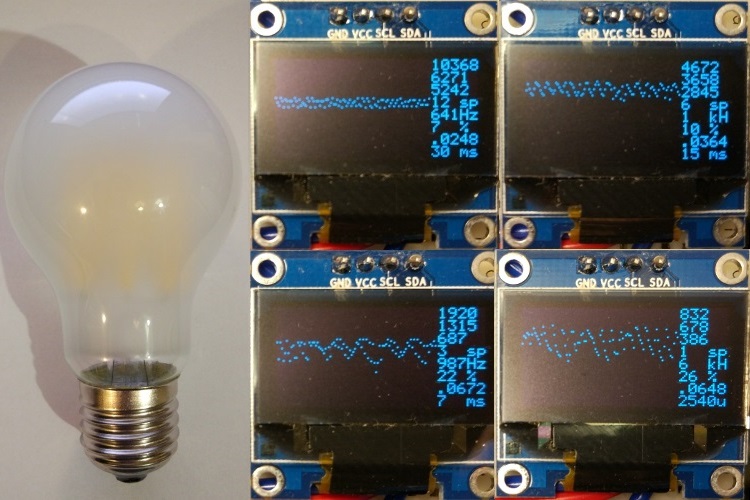 GND VCC SCL SDA
10368
6271
5242
12 sp
641Hz
7 %
.0248
30 ms
GND VCC SCL SDA
4672
3658
2845
6 sp
1 kH
10 %
.0364
15 ms
GND VCC SCL SDA
1920
1315
687
3 sp
987Hz
22 %
.0672
7 ms
GND VCC SCL SDA
832
678
386
1 sp
6 kH
26 %
.0648
2540u